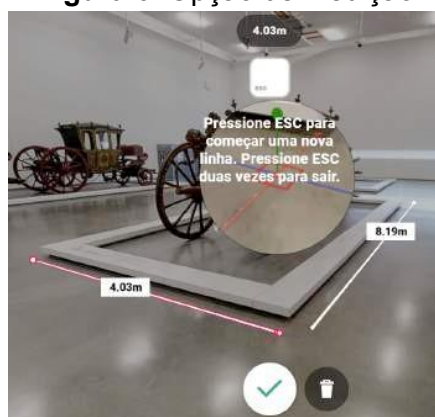 4.03m
Pressione ESC para
começar uma nova
linha. Pressione ESC
duas vezes para sair.
8.19m
4.03m